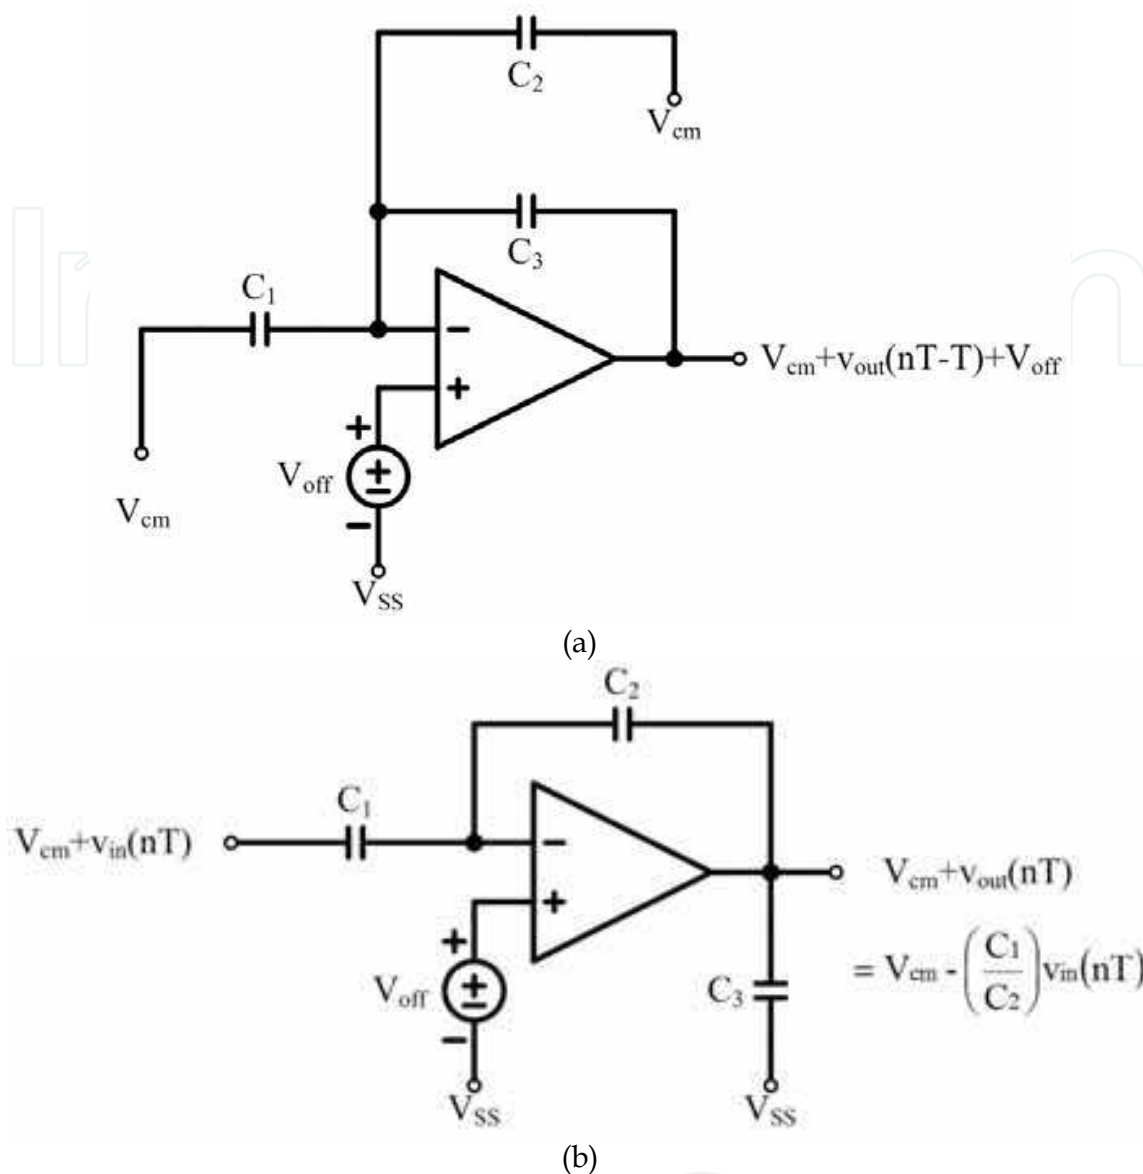 C2
Vcm
C3
C1
−
Vcm+vout(nT-T)+Voff
+
+
Voff
+
−
−
Vcm
VSS
(a)
C2
C1
Vcm+vin(nT)
−
Vcm+vout(nT)
+
+
= Vcm - (C1/C2)vin(nT)
Voff
+
−
C3
−
VSS
VSS
(b)